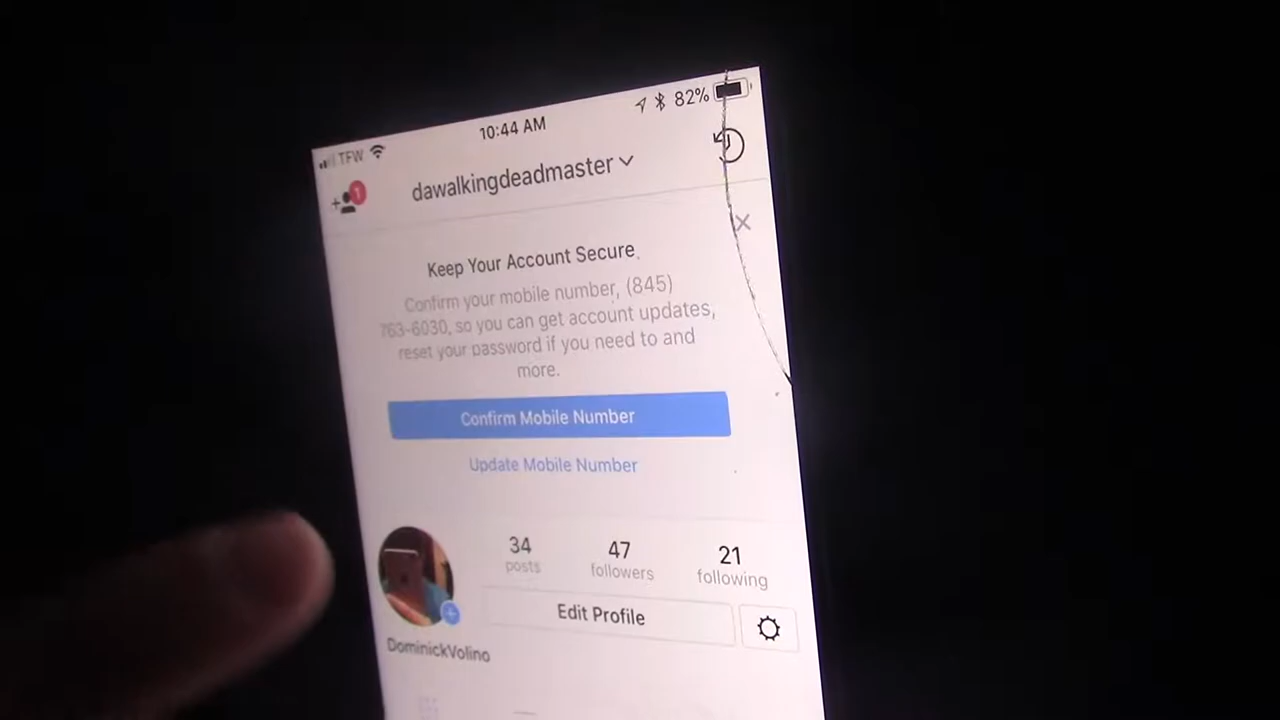 TFW 10:44 AM 82%
1
dawalkingdeadmaster
Keep Your Account Secure.
Confirm your mobile number, (845)
763-6030, so you can get account updates,
reset your password if you need to and
more.
Confirm Mobile Number
Update Mobile Number
34 47 21
posts followers following
Edit Profile
DominickVolino